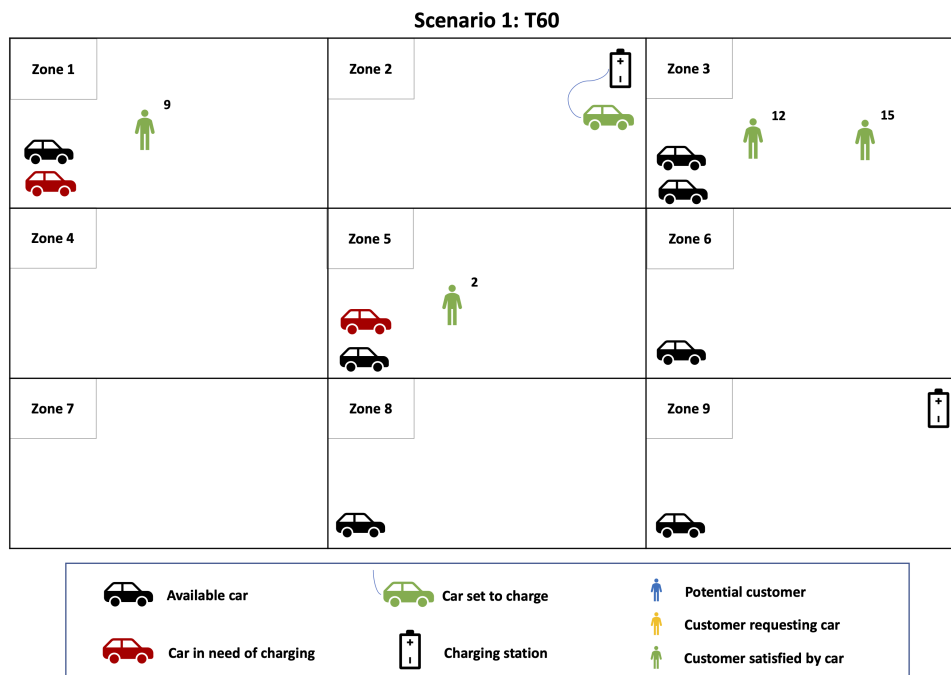 Scenario 1: T60
Zone 1
9
Zone 2
+
-
Zone 3
12
15
Zone 4
Zone 5
2
Zone 6
Zone 7
Zone 8
Zone 9
+
-
Available car
Car set to charge
Potential customer
Customer requesting car
Car in need of charging
+
-
Charging station
Customer satisfied by car